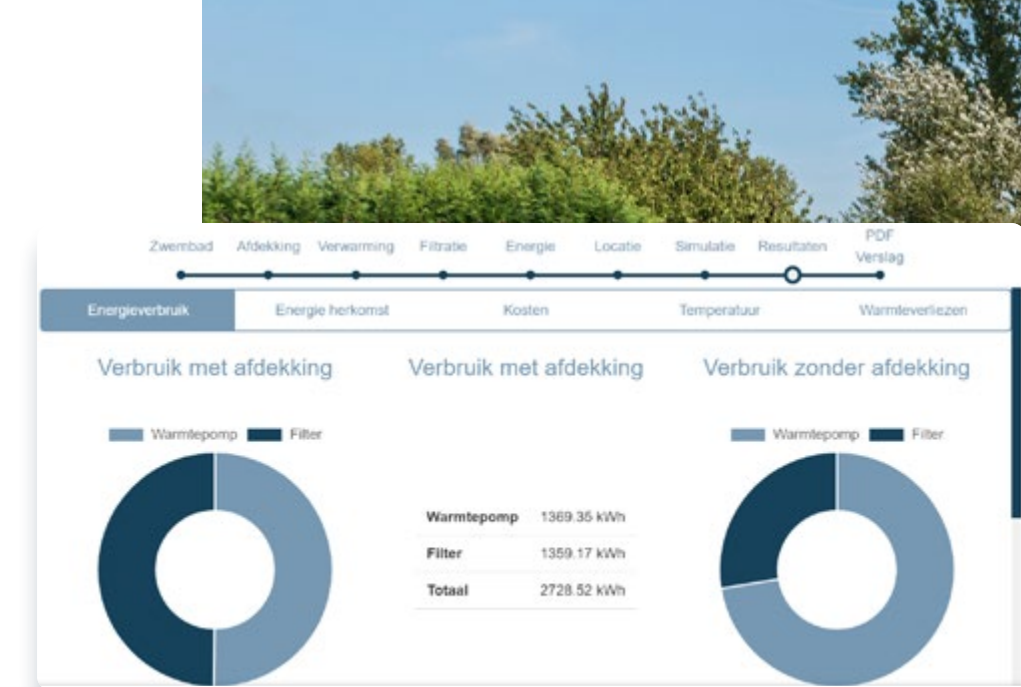 Zwembad Afdekking Verwarming Filtratie Energie Locatie Simulatie Resultaten PDF Verslag
Energieverbruik Energie herkomst Kosten Temperatuur Warmteverliezen
Verbruik met afdekking Verbruik met afdekking Verbruik zonder afdekking
Warmtepomp Filter Warmtepomp Filter
Warmtepomp 1369.35 kWh
Filter 1359.17 kWh
Totaal 2728.52 kWh